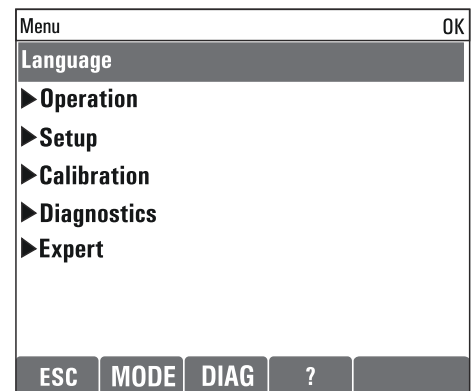 Menu OK
Language
▶Operation
▶Setup
▶Calibration
▶Diagnostics
▶Expert
ESC MODE DIAG ?